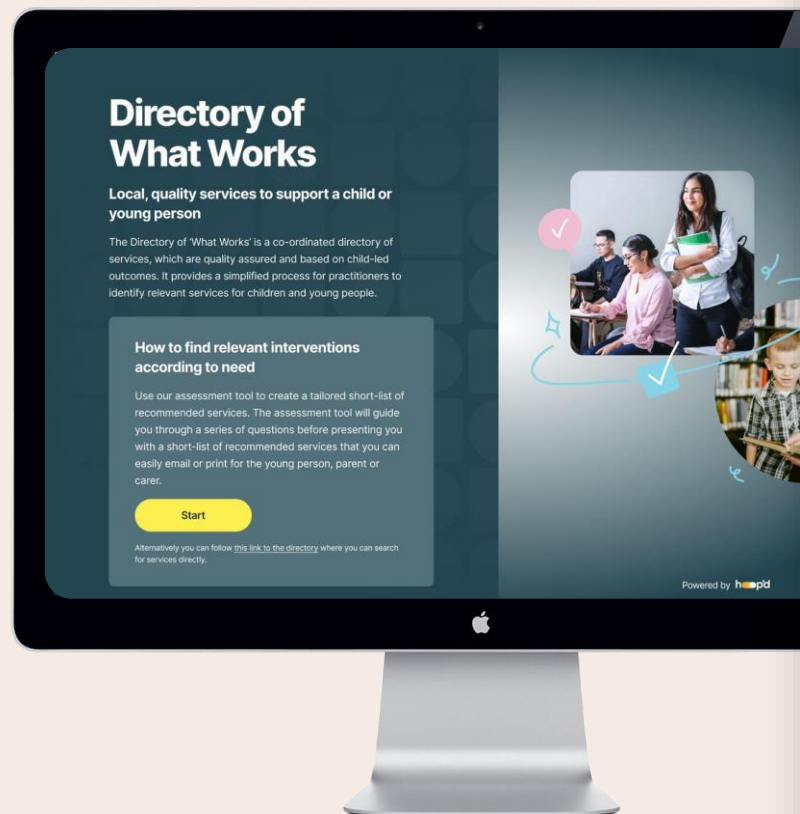 Directory of
What Works
Local, quality services to support a child or
young person
The Directory of 'What Works' is a co-ordinated directory of
services, which are quality assured and based on child-led
outcomes. It provides a simplified process for practitioners to
identify relevant services for children and young people.
How to find relevant interventions
according to need
Use our assessment tool to create a tailored short-list of
recommended services. The assessment tool will guide
you through a series of questions before presenting you
with a short-list of recommended services that you can
easily email or print for the young person, parent or
carer.
Start
Alternatively you can follow this link to the directory where you can search
for services directly.
Powered by hoop'd